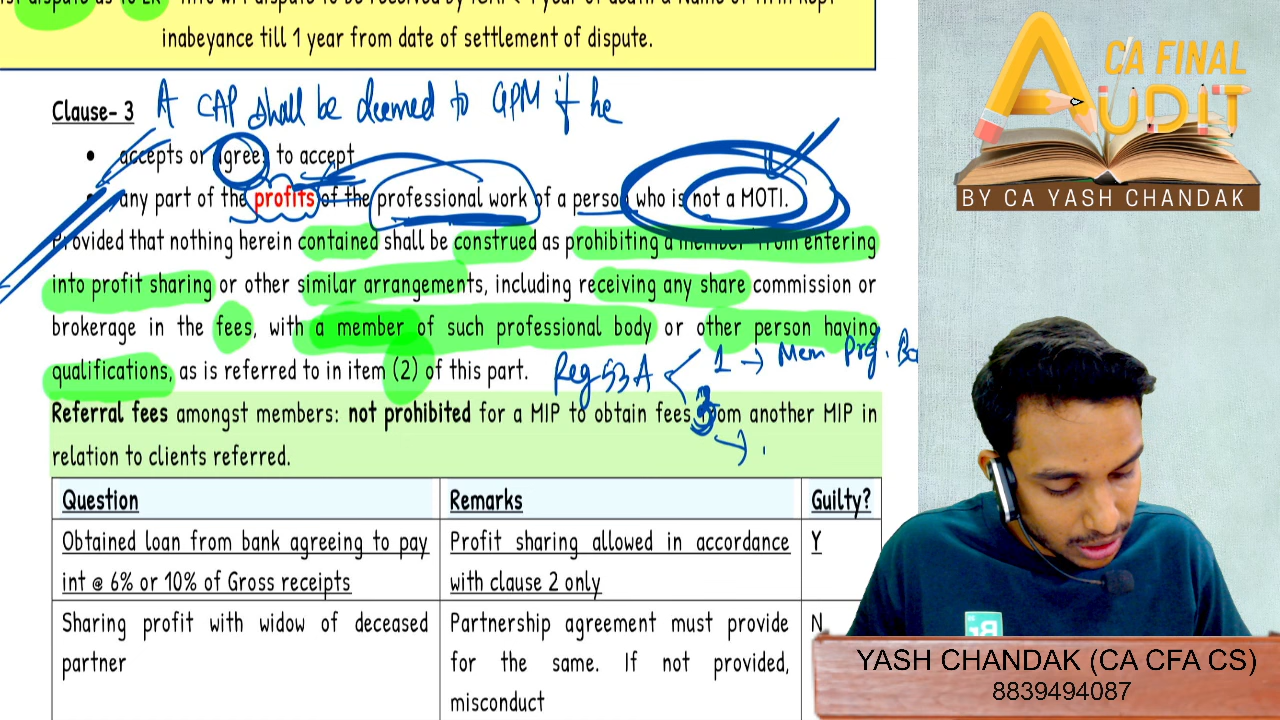 inabeyance till 1 year from date of settlement of dispute.
Clause- 3 A CAP shall be deemed to GPM if he
• accepts or agrees to accept
• any part of the profits of the professional work of a person who is not a MOTI.
Provided that nothing herein contained shall be construed as prohibiting a member from entering
into profit sharing or other similar arrangements, including receiving any share commission or
brokerage in the fees, with a member of such professional body or other person having
qualifications, as is referred to in item (2) of this part.
Reg 53A
1 → Mem Prof.
3 →
Referral fees amongst members: not prohibited for a MIP to obtain fees from another MIP in
relation to clients referred.
Question Remarks Guilty?
Obtained loan from bank agreeing to pay
int @ 6% or 10% of Gross receipts
Profit sharing allowed in accordance
with clause 2 only
Y
Sharing profit with widow of deceased
partner
Partnership agreement must provide
for the same. If not provided,
misconduct
N
CA FINAL
AUDIT
BY CA YASH CHANDAK
YASH CHANDAK (CA CFA CS)
8839494087